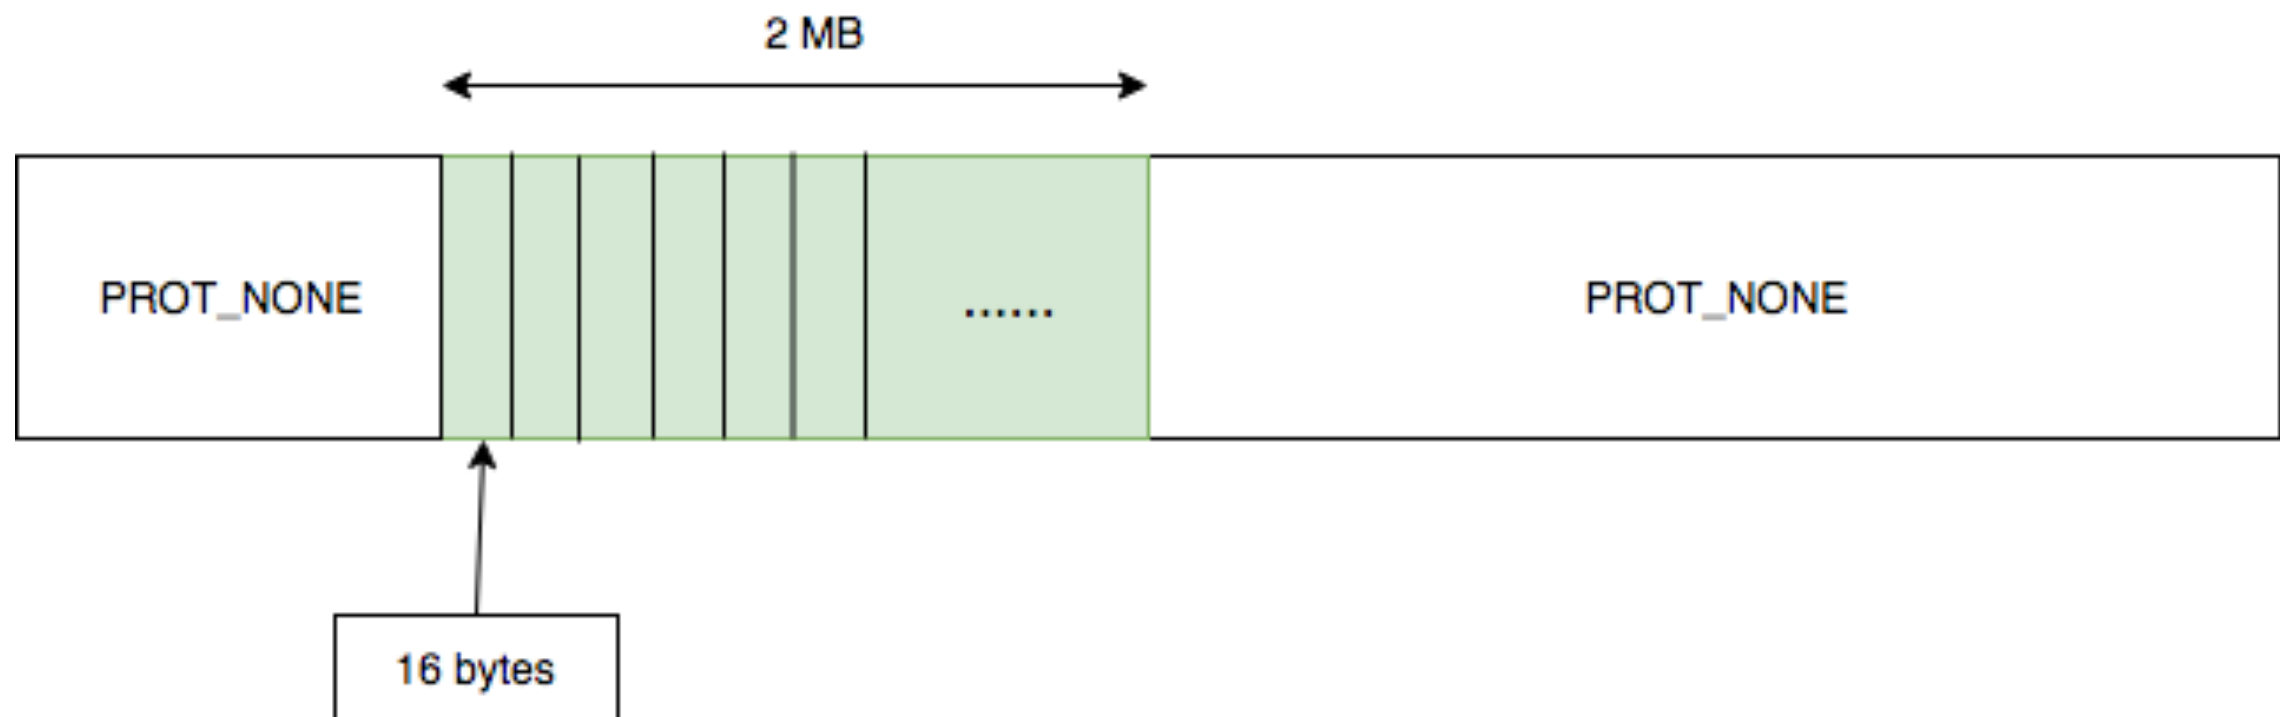 2 MB
PROT_NONE
......
PROT_NONE
16 bytes